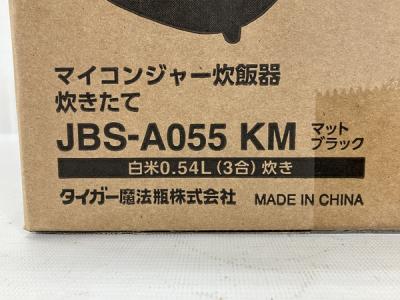 マイコンジャー炊飯器
炊きたて
JBS-A055 KM マット
ブラック
白米0.54L(3合)炊き
タイガー魔法瓶株式会社 MADE IN CHINA